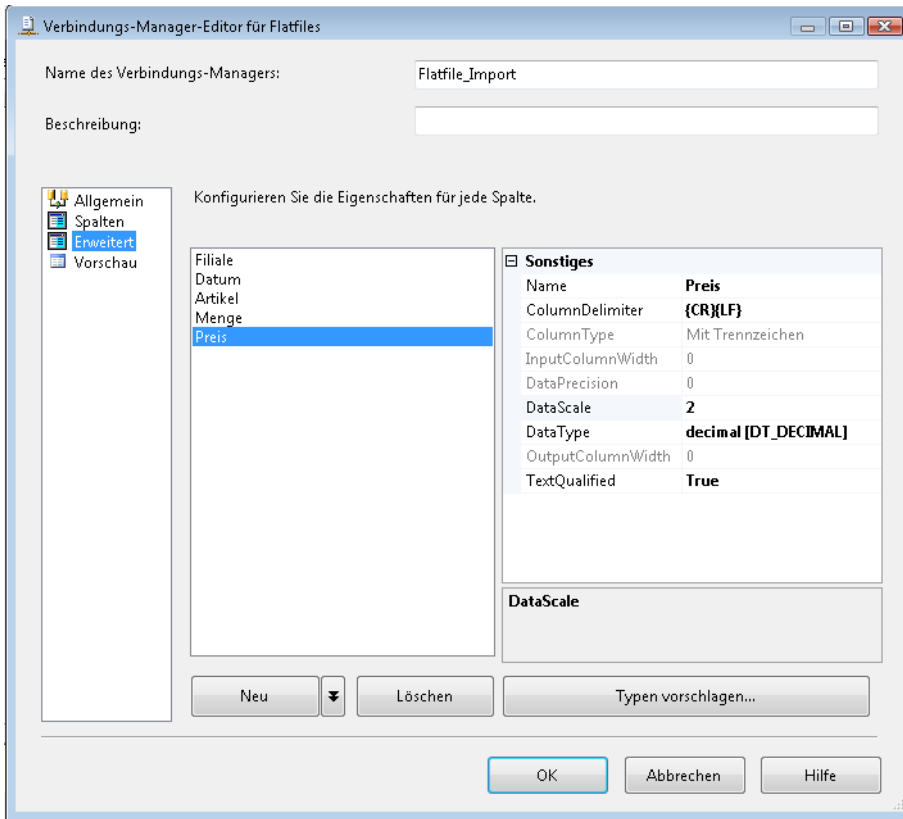 Verbindungs-Manager-Editor für Flatfiles
Name des Verbindungs-Managers: Flatfile_Import
Beschreibung:
Allgemein
Spalten
Erweitert
Vorschau
Konfigurieren Sie die Eigenschaften für jede Spalte.
Filiale
Datum
Artikel
Menge
Preis
Sonstiges
Name Preis
ColumnDelimiter {CR}{LF}
ColumnType Mit Trennzeichen
InputColumnWidth 0
DataPrecision 0
DataScale 2
DataType decimal [DT_DECIMAL]
OutputColumnWidth 0
TextQualified True
DataScale
Neu Löschen Typen vorschlagen...
OK Abbrechen Hilfe